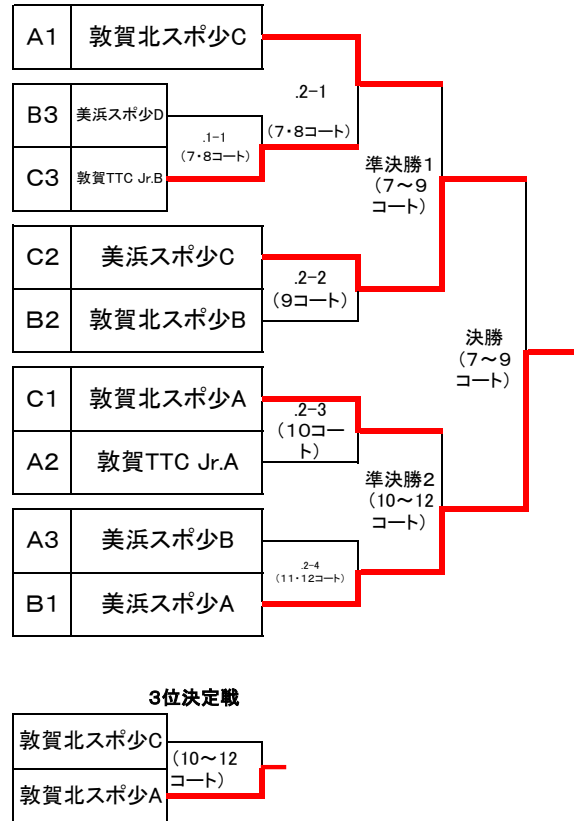 A1 敦賀北スポ少C
B3 美浜スポ少D
C3 敦賀TTC Jr.B
.1-1
(7・8コート)
.2-1
(7・8コート)
準決勝1
(7～9
コート)
C2 美浜スポ少C
B2 敦賀北スポ少B
.2-2
(9コート)
決勝
(7～9
コート)
C1 敦賀北スポ少A
A2 敦賀TTC Jr.A
.2-3
(10コー
ト)
準決勝2
(10～12
コート)
A3 美浜スポ少B
B1 美浜スポ少A
.2-4
(11・12コート)
3位決定戦
敦賀北スポ少C
敦賀北スポ少A
(10～12
コート)